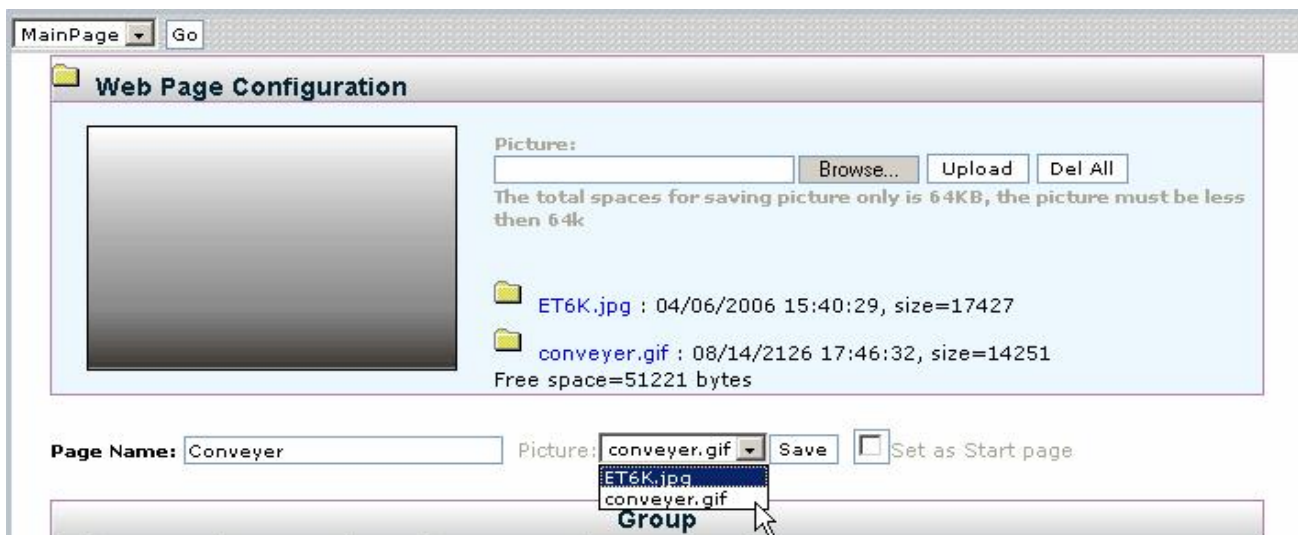 MainPage Go
Web Page Configuration
Picture:
Browse... Upload Del All
The total spaces for saving picture only is 64KB, the picture must be less
then 64k
ET6K.jpg : 04/06/2006 15:40:29, size=17427
conveyer.gif : 08/14/2126 17:46:32, size=14251
Free space=51221 bytes
Page Name: Conveyer Picture: conveyer.gif Save Set as Start page
ET6K.jpg
conveyer.gif
Group